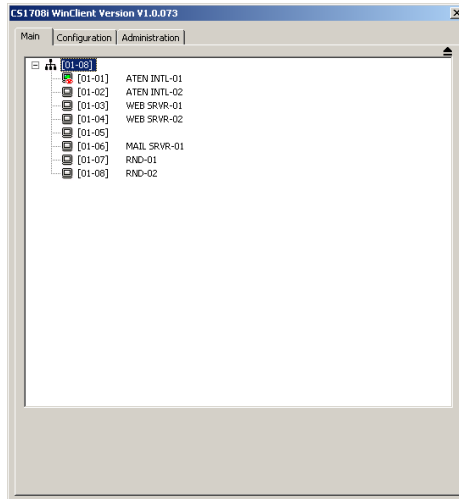 CS1708i WinClient Version V1.0.073
Main Configuration Administration
[01-08]
[01-01] ATEN INTL-01
[01-02] ATEN INTL-02
[01-03] WEB SRVR-01
[01-04] WEB SRVR-02
[01-05]
[01-06] MAIL SRVR-01
[01-07] RND-01
[01-08] RND-02